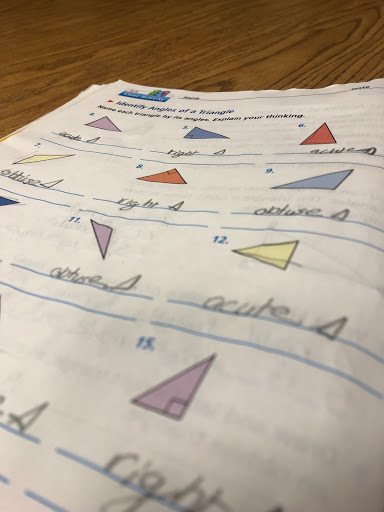 Name
Date
Identify Angles of a Triangle
Name each triangle by its angles. Explain your thinking.
4. 5. 6.
acute Δ right Δ acute Δ
7. 8. 9.
obtuse Δ right Δ obtuse Δ
11. 12.
obtuse Δ acute Δ
15.
right Δ